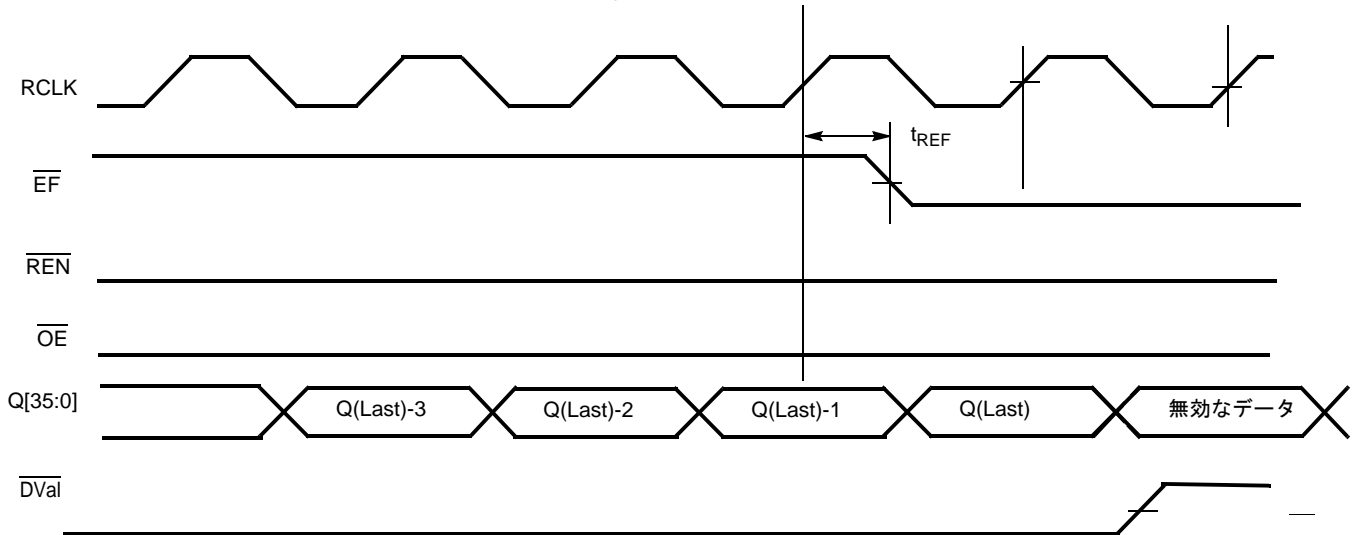 RCLK
tREF
EF
REN
OE
Q[35:0]
Q(Last)-3
Q(Last)-2
Q(Last)-1
Q(Last)
無効なデータ
DVal